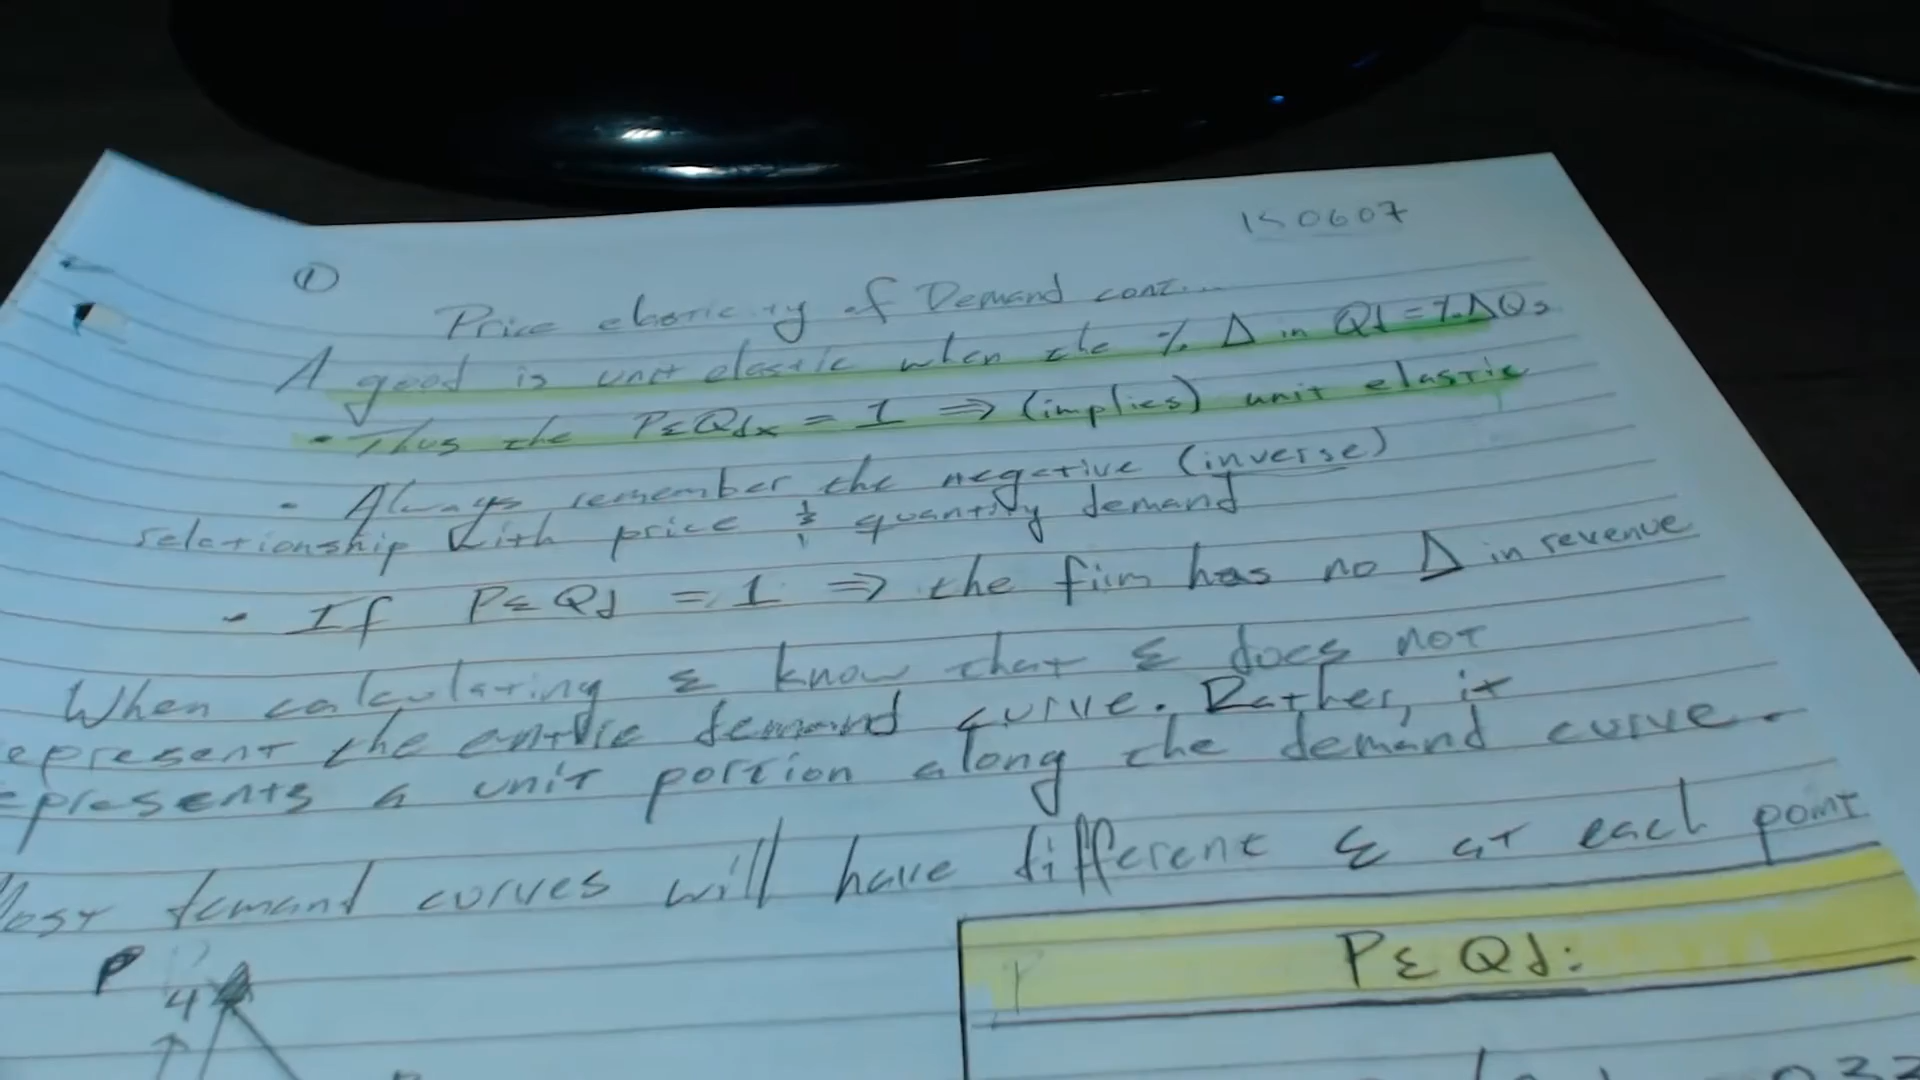 150607
①
Price elasticity of Demand cont...
A good is unit elastic when the % Δ in Qd = %ΔQs
• Thus the PεQdx = 1 ⇒ (implies) unit elastic
- Always remember the negative (inverse)
relationship with price & quantity demand
- If PεQd = 1 ⇒ the firm has no Δ in revenue
When calculating ε know that ε does not
epresent the entire demand curve. Rather, it
epresents a unit portion along the demand curve.
Most demand curves will have different ε at each point
P
4
PεQd: